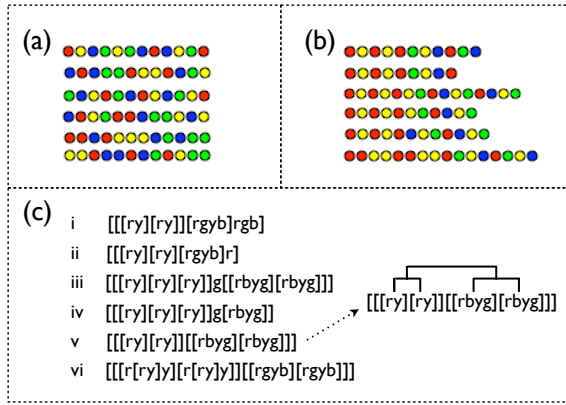 (a)
(b)
(c)
i [[[ry][ry]][rgyb]rgb]
ii [[[ry][ry][rgyb]r]
iii [[[ry][ry][ry]]g[[rbyg][rbyg]]]
iv [[[ry][ry][ry]]g[rbyg]]
v [[[ry][ry]][[rbyg][rbyg]]]
vi [[[r[ry]y][r[ry]y]][[rgyb][rgyb]]]
[[[ry][ry]][[rbyg][rbyg]]]